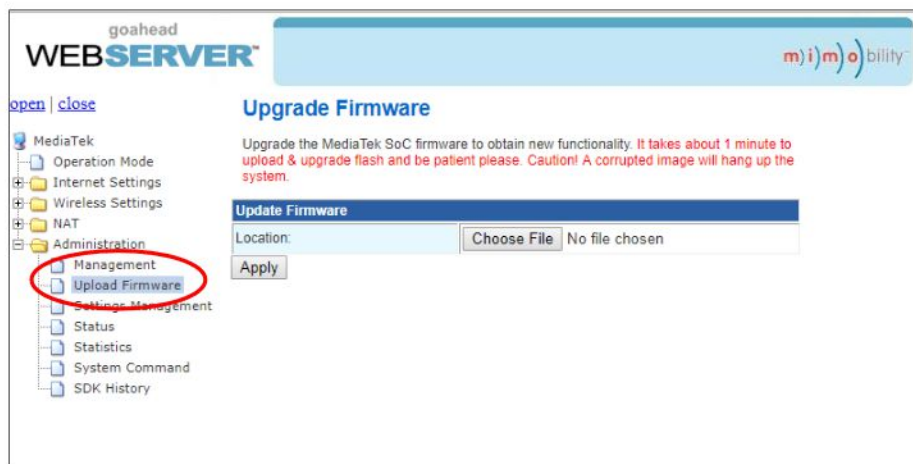 goahead
WEBSERVER™
m)i)m)o)bility™
open | close
MediaTek
Operation Mode
Internet Settings
Wireless Settings
NAT
Administration
Management
Upload Firmware
Settings Management
Status
Statistics
System Command
SDK History
Upgrade Firmware
Upgrade the MediaTek SoC firmware to obtain new functionality. It takes about 1 minute to
upload & upgrade flash and be patient please. Caution! A corrupted image will hang up the
system.
Update Firmware
Location: Choose File No file chosen
Apply